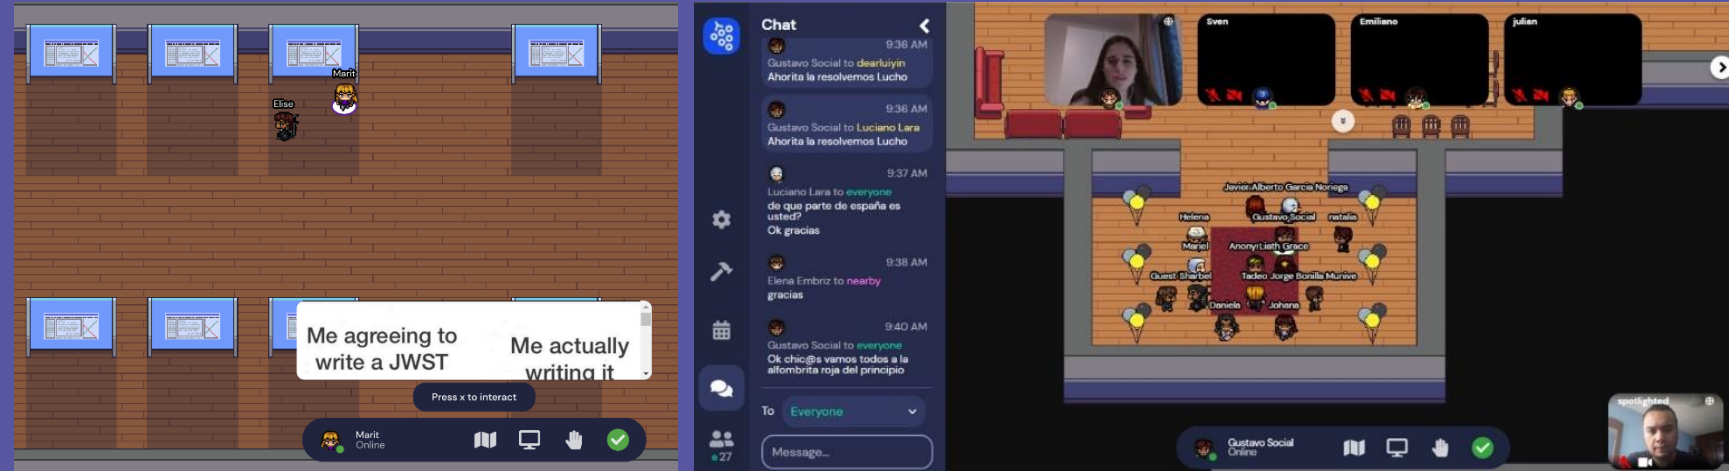 Marit
Elise
Me agreeing to
write a JWST
Me actually
writing it
Press x to interact
Marit
Online
Chat
9:36 AM
Gustavo Social to dearluiyin
Ahorita la resolvemos Lucho
9:36 AM
Gustavo Social to Luciano Lara
Ahorita la resolvemos Lucho
9:37 AM
Luciano Lara to everyone
de que parte de españa es
usted?
Ok gracias
9:38 AM
Elena Embriz to nearby
gracias
9:40 AM
Gustavo Social to everyone
Ok chic@s vamos todos a la
alfombrita roja del principio
To Everyone
Message...
27
Sven
Emiliano
julian
Javier Alberto Garcia Noriega
Helena
Gustavo Social
natalia
Mariel
Liath Grace
Guest Sharbel
Tadeo Jorge Bonilla Munive
Daniela
Johana
spotlighted
Gustavo Social
Online